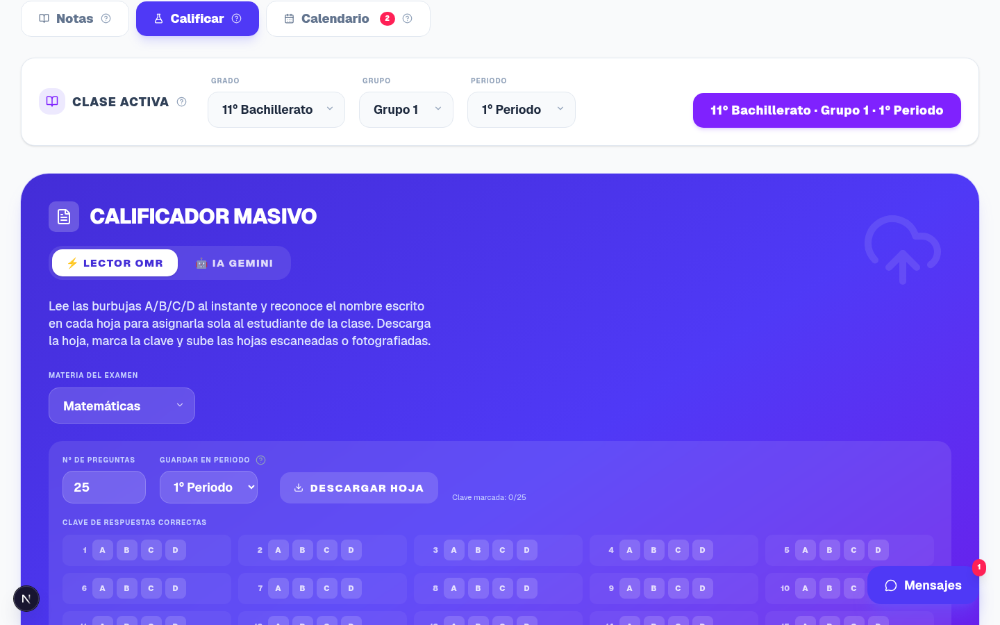 Notas
Calificar
Calendario 2
CLASE ACTIVA
GRADO
11° Bachillerato
GRUPO
Grupo 1
PERIODO
1° Periodo
11° Bachillerato · Grupo 1 · 1° Periodo
CALIFICADOR MASIVO
⚡ LECTOR OMR
🤖 IA GEMINI
Lee las burbujas A/B/C/D al instante y reconoce el nombre escrito
en cada hoja para asignarla sola al estudiante de la clase. Descarga
la hoja, marca la clave y sube las hojas escaneadas o fotografiadas.
MATERIA DEL EXAMEN
Matemáticas
N° DE PREGUNTAS
25
GUARDAR EN PERIODO
1° Periodo
DESCARGAR HOJA
Clave marcada: 0/25
CLAVE DE RESPUESTAS CORRECTAS
1 A B C D
2 A B C D
3 A B C D
4 A B C D
5 A B C D
6 A B C D
7 A B C D
8 A B C D
9 A B C D
10 A B C
N
Mensajes
1